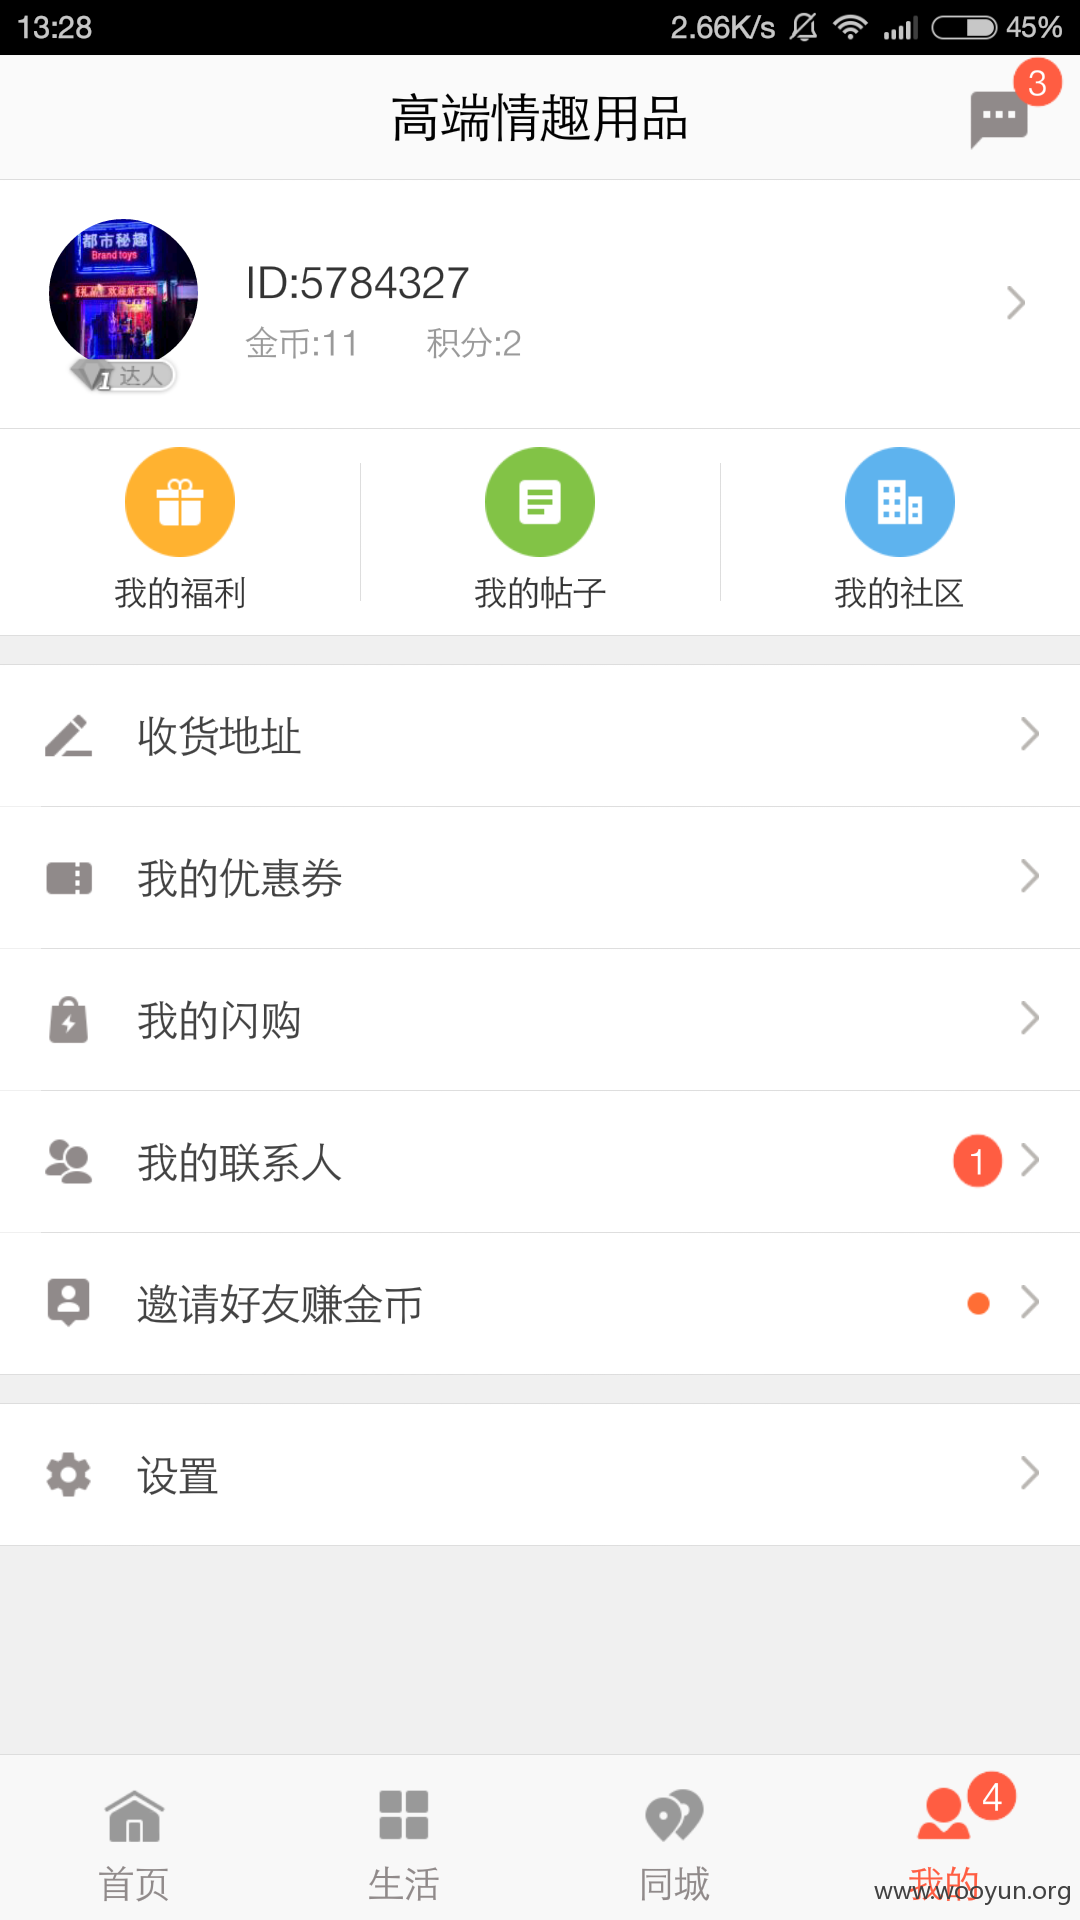 13:28 2.66K/s 45%
高端情趣用品
3
都市秘趣
Brand toys
ID:5784327
金币:11 积分:2
1 达人
我的福利 我的帖子 我的社区
收货地址
我的优惠券
我的闪购
我的联系人 1
邀请好友赚金币
设置
4
首页 生活 同城 我的
www.wooyun.org